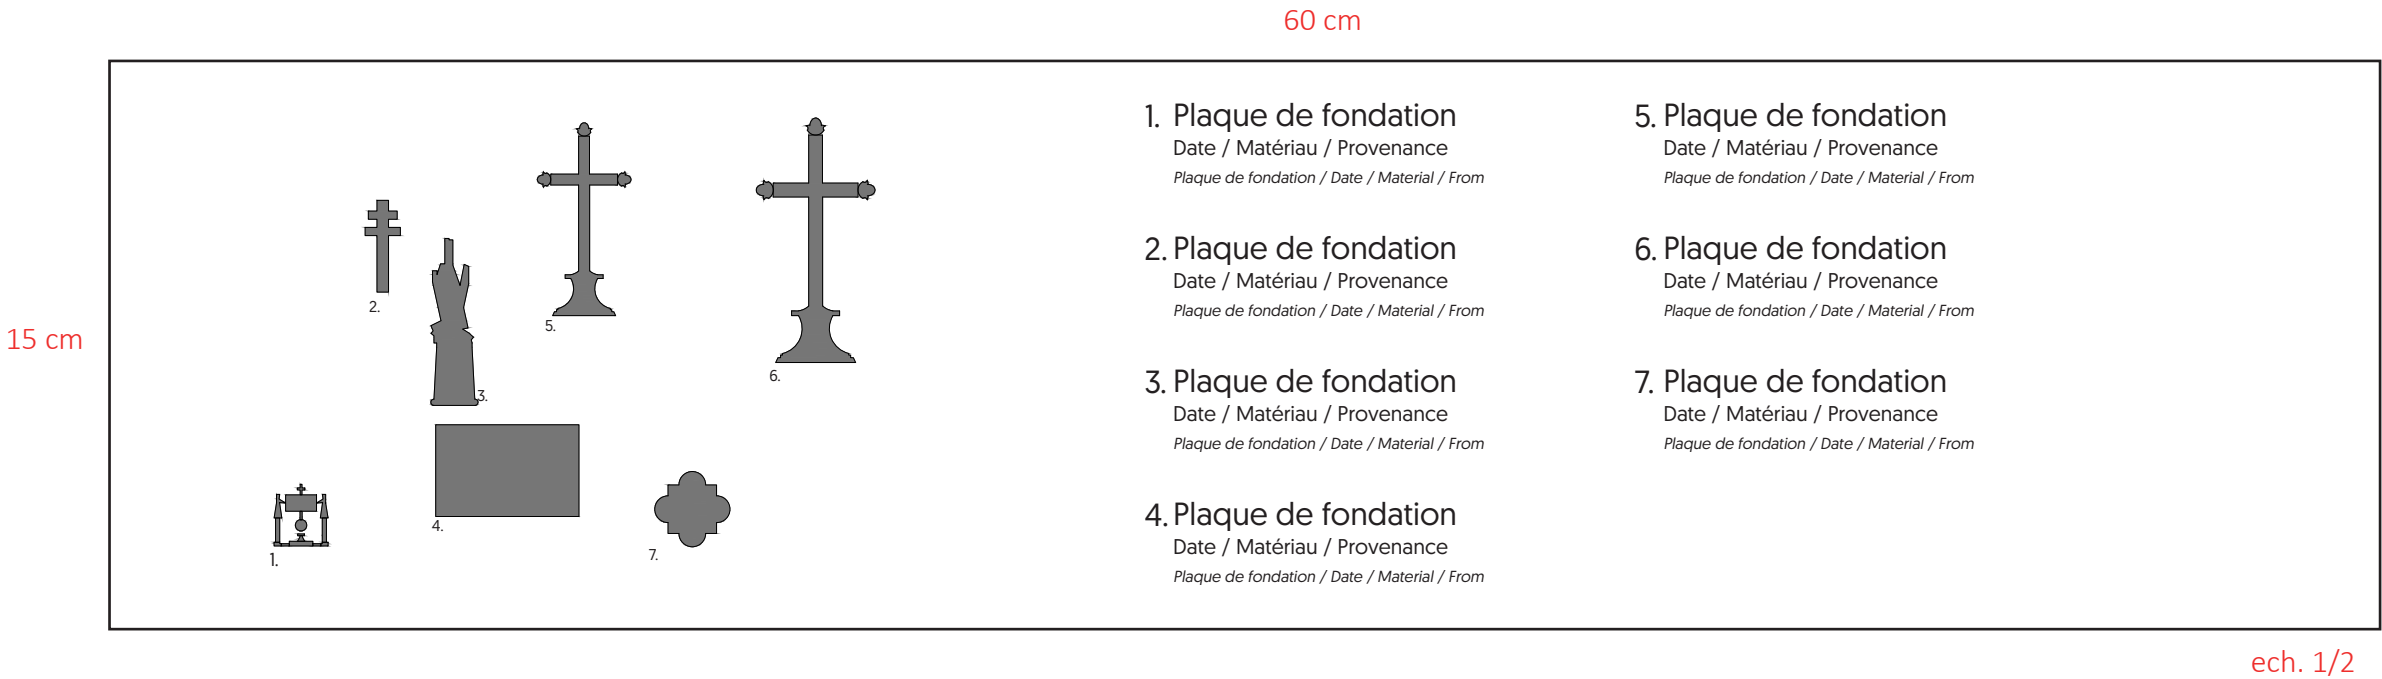 60 cm
15 cm
2.
3.
5.
6.
4.
1.
7.
1. Plaque de fondation
Date / Matériau / Provenance
Plaque de fondation / Date / Material / From
2. Plaque de fondation
Date / Matériau / Provenance
Plaque de fondation / Date / Material / From
3. Plaque de fondation
Date / Matériau / Provenance
Plaque de fondation / Date / Material / From
4. Plaque de fondation
Date / Matériau / Provenance
Plaque de fondation / Date / Material / From
5. Plaque de fondation
Date / Matériau / Provenance
Plaque de fondation / Date / Material / From
6. Plaque de fondation
Date / Matériau / Provenance
Plaque de fondation / Date / Material / From
7. Plaque de fondation
Date / Matériau / Provenance
Plaque de fondation / Date / Material / From
ech. 1/2